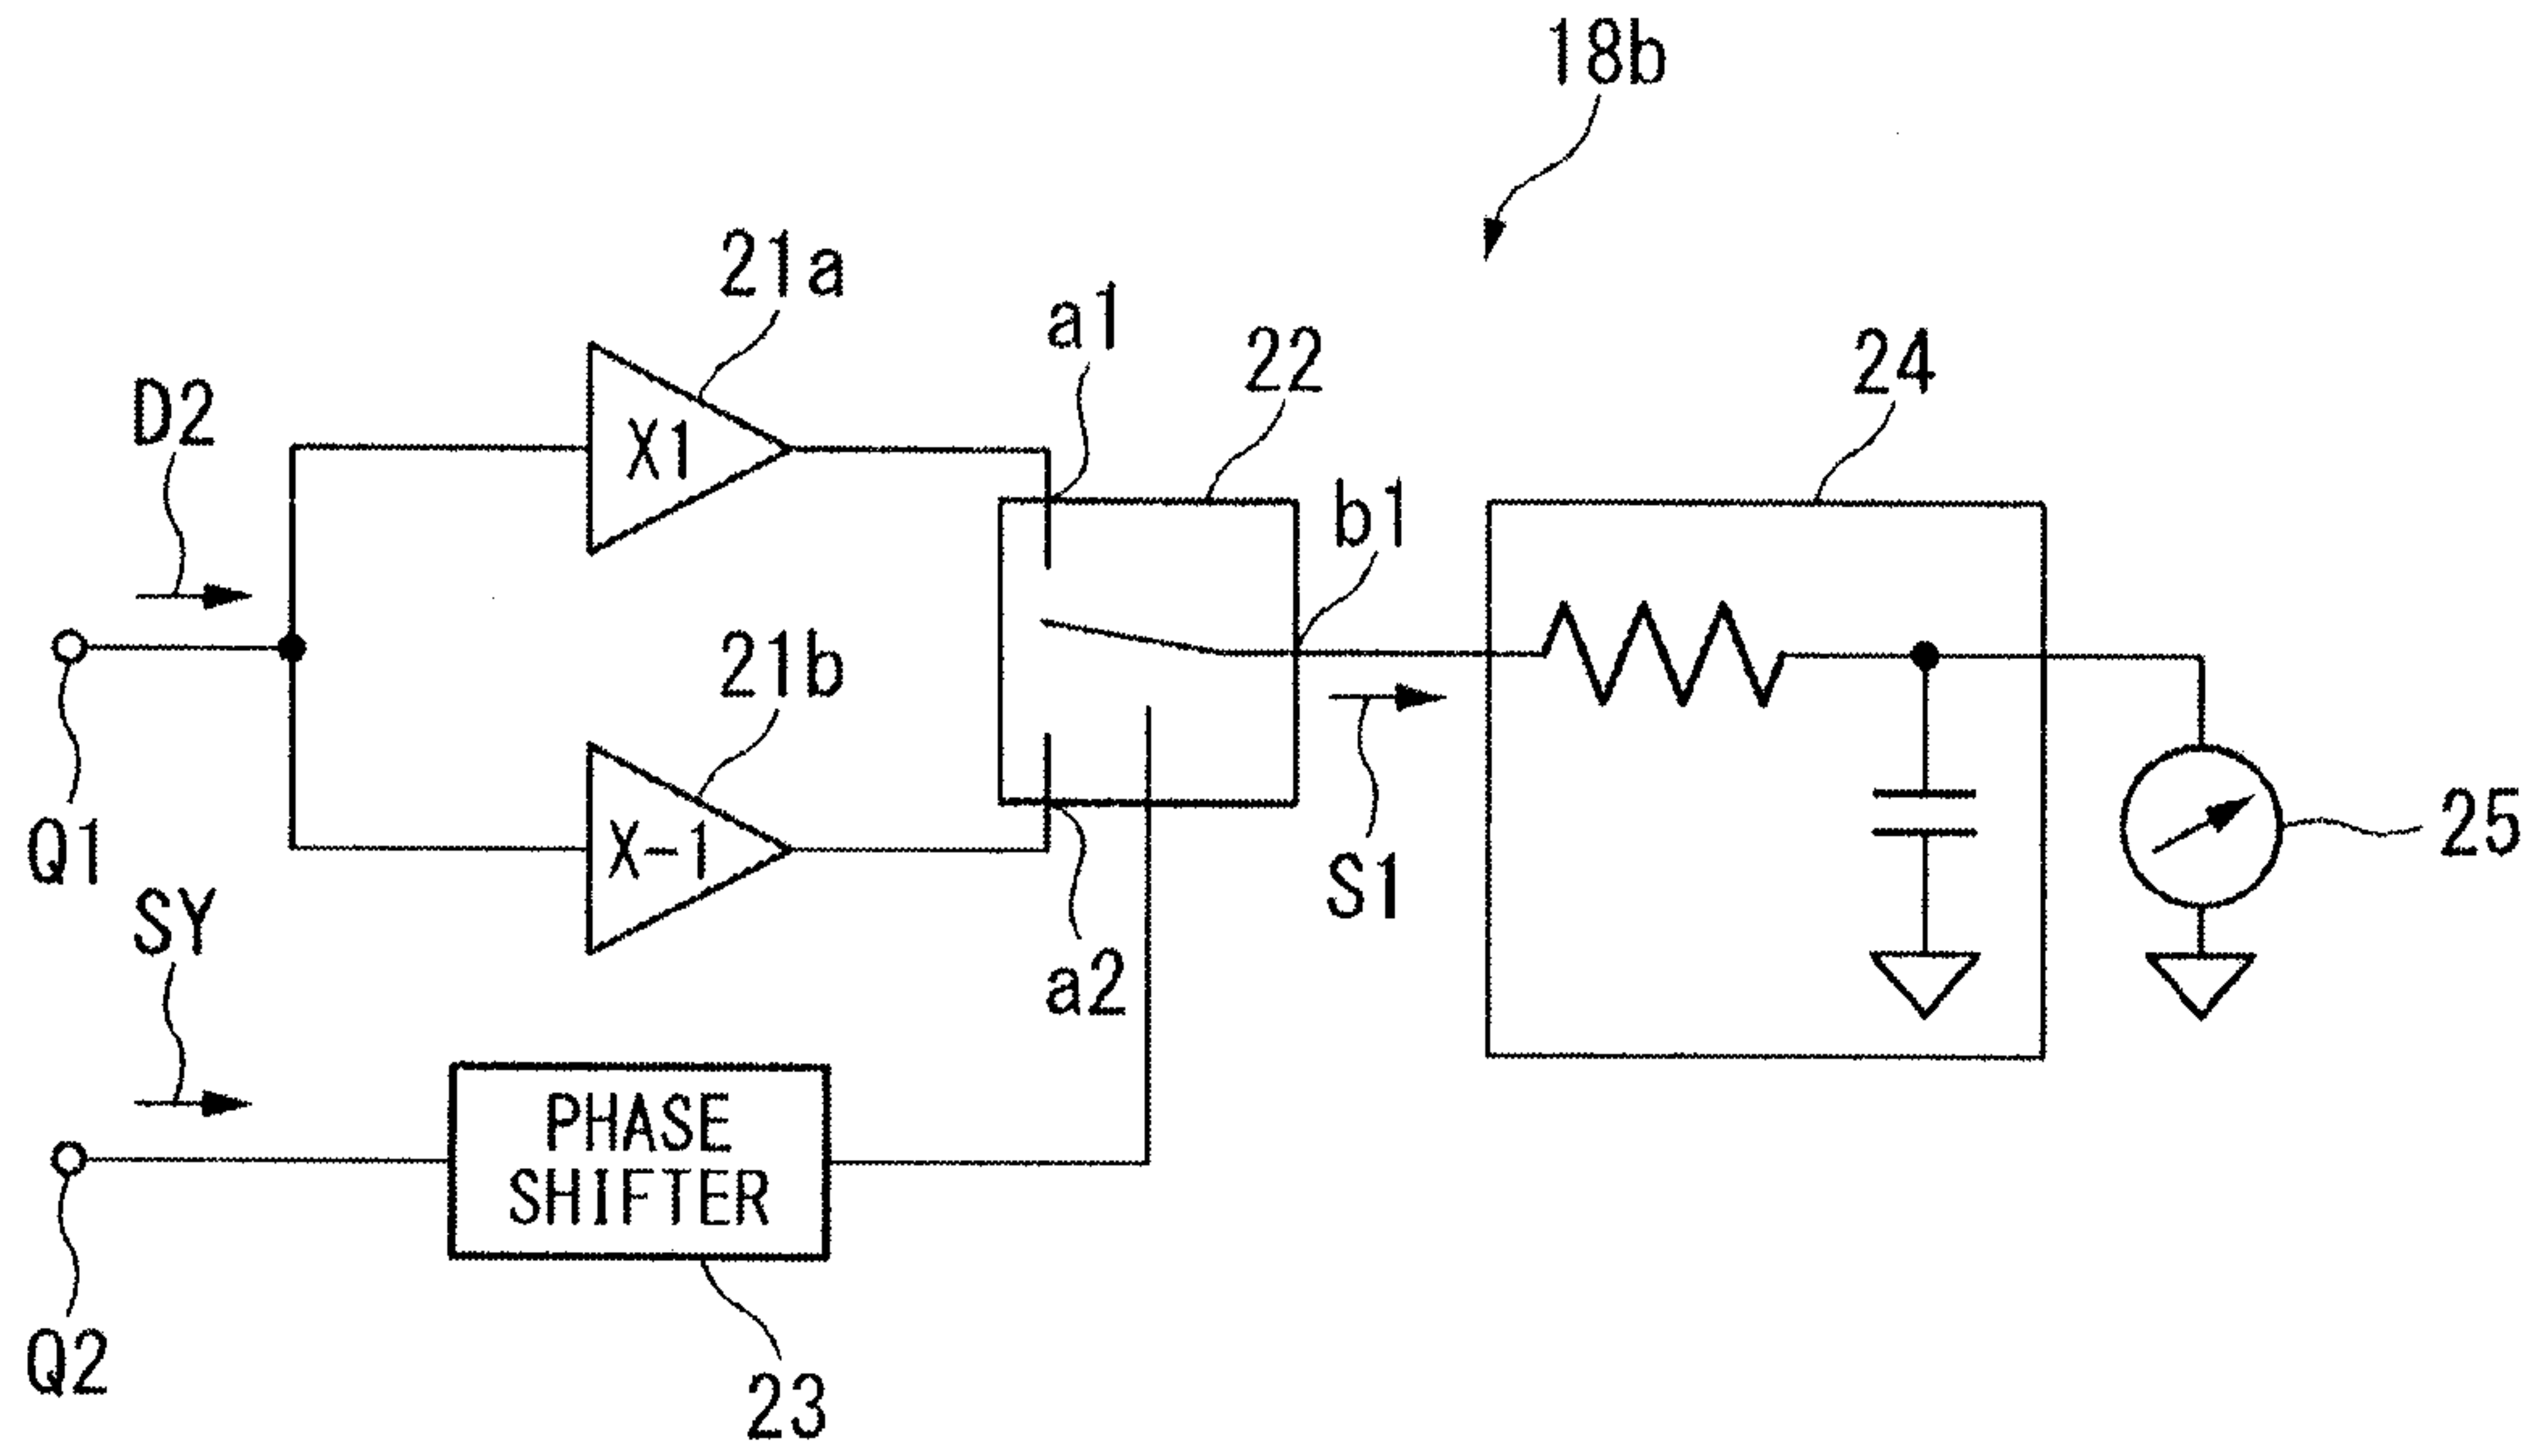 18b
21a
a1
22
24
D2
X1
b1
21b
Q1
X-1
S1
25
SY
a2
PHASE
SHIFTER
Q2
23